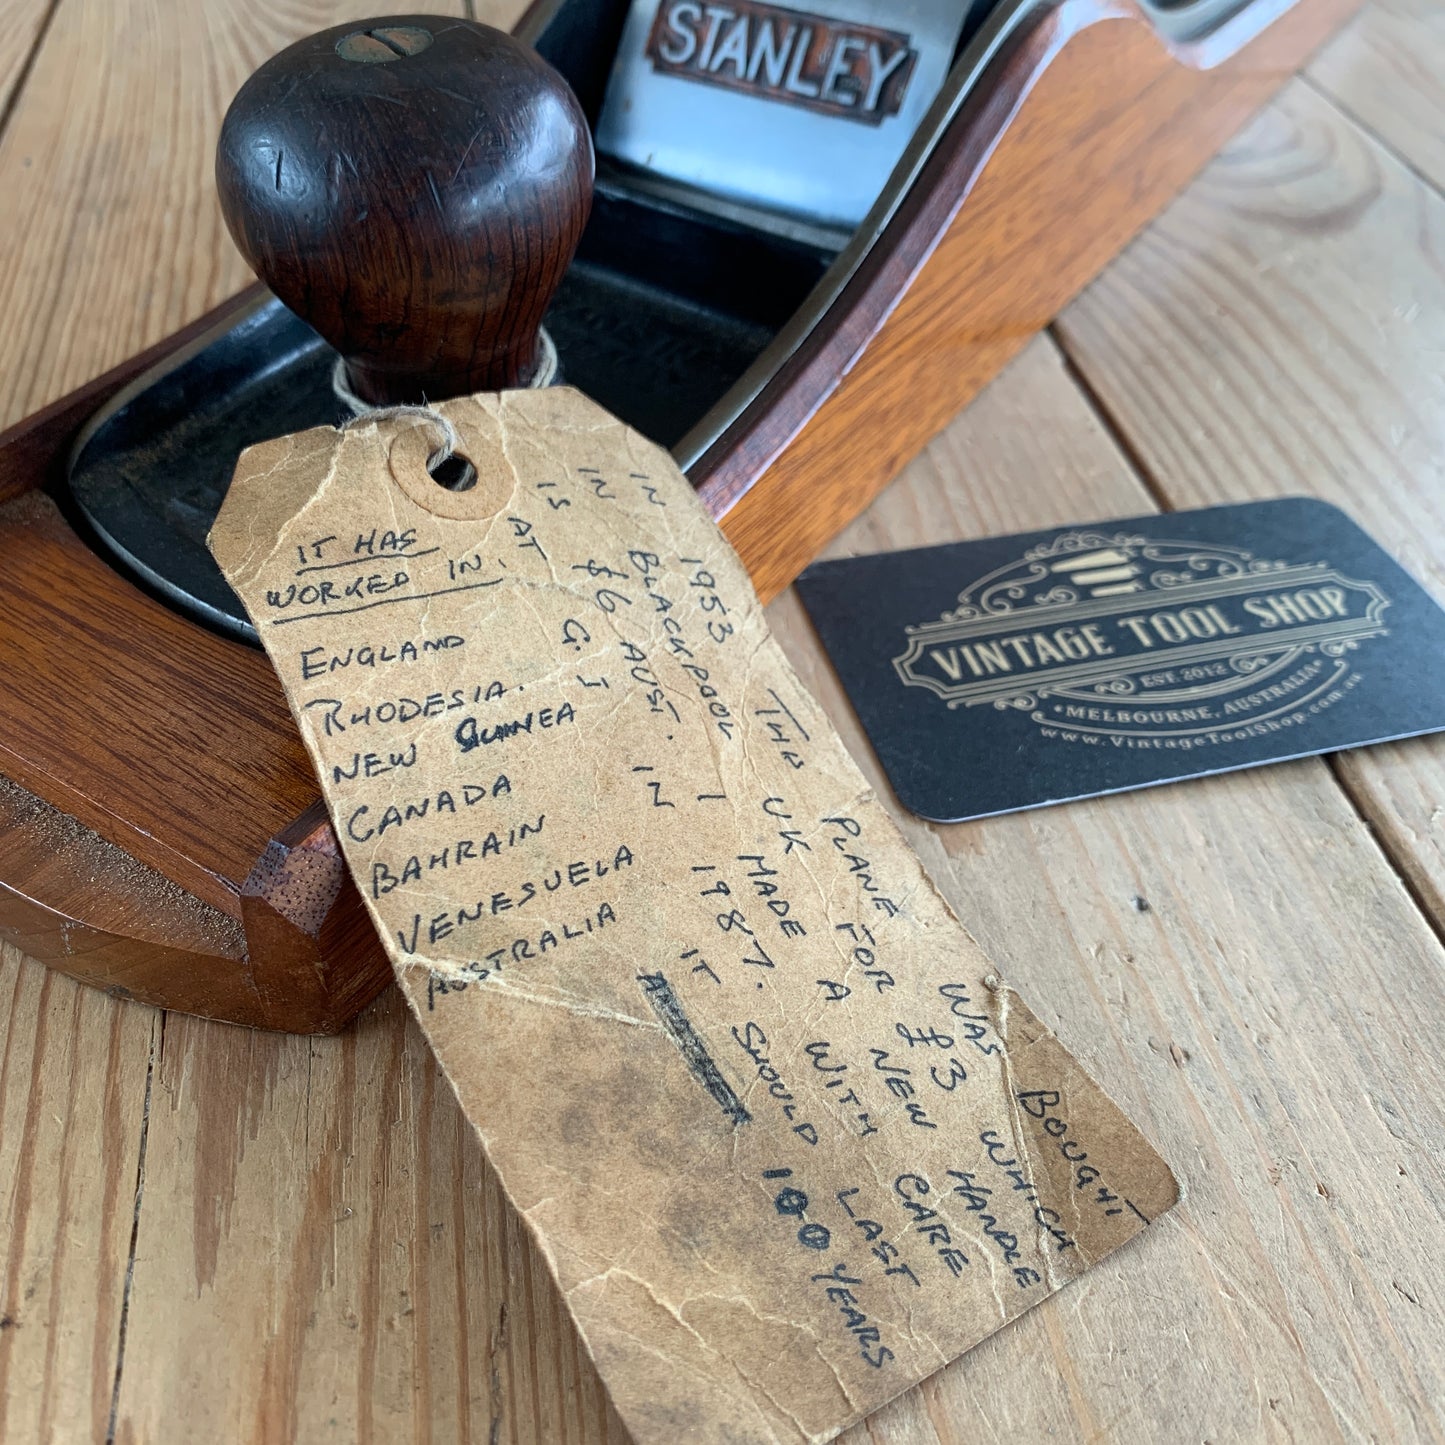 STANLEY
IT HAS
WORKED IN.
ENGLAND
RHODESIA.
NEW GUINEA
CANADA
BAHRAIN
VENESUELA
AUSTRALIA
IN 1953 THIS PLANE WAS BOUGHT
IN BLACKPOOL UK FOR £3 WHICH
IS $6 AUST. I MADE A NEW HANDLE
AT G.J IN 1987. WITH CARE
IT SHOULD LAST
100 YEARS
VINTAGE TOOL SHOP
EST. 2012
•MELBOURNE, AUSTRALIA•
www.VintageToolShop.com.au